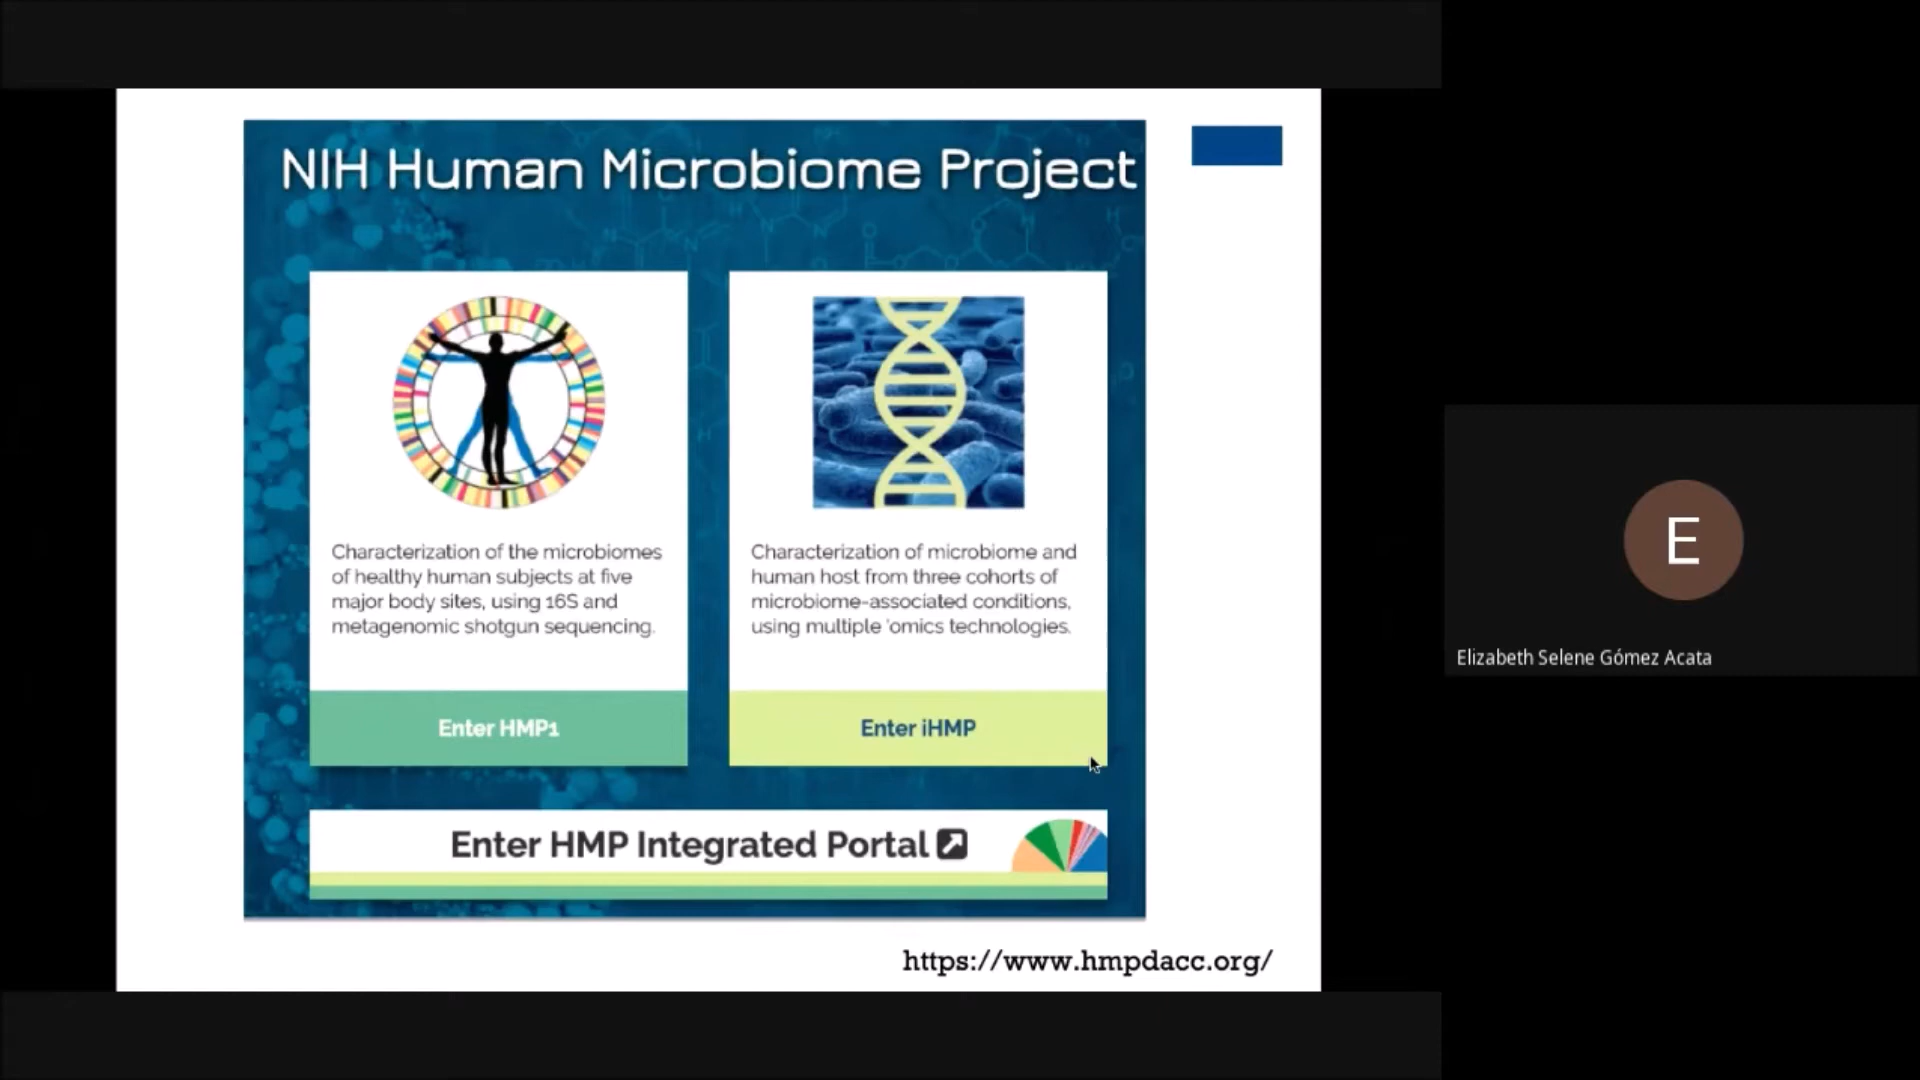 NIH Human Microbiome Project
Characterization of the microbiomes
of healthy human subjects at five
major body sites, using 16S and
metagenomic shotgun sequencing.
Enter HMP1
Characterization of microbiome and
human host from three cohorts of
microbiome-associated conditions,
using multiple 'omics technologies.
Enter iHMP
Enter HMP Integrated Portal
https://www.hmpdacc.org/
E
Elizabeth Selene Gómez Acata